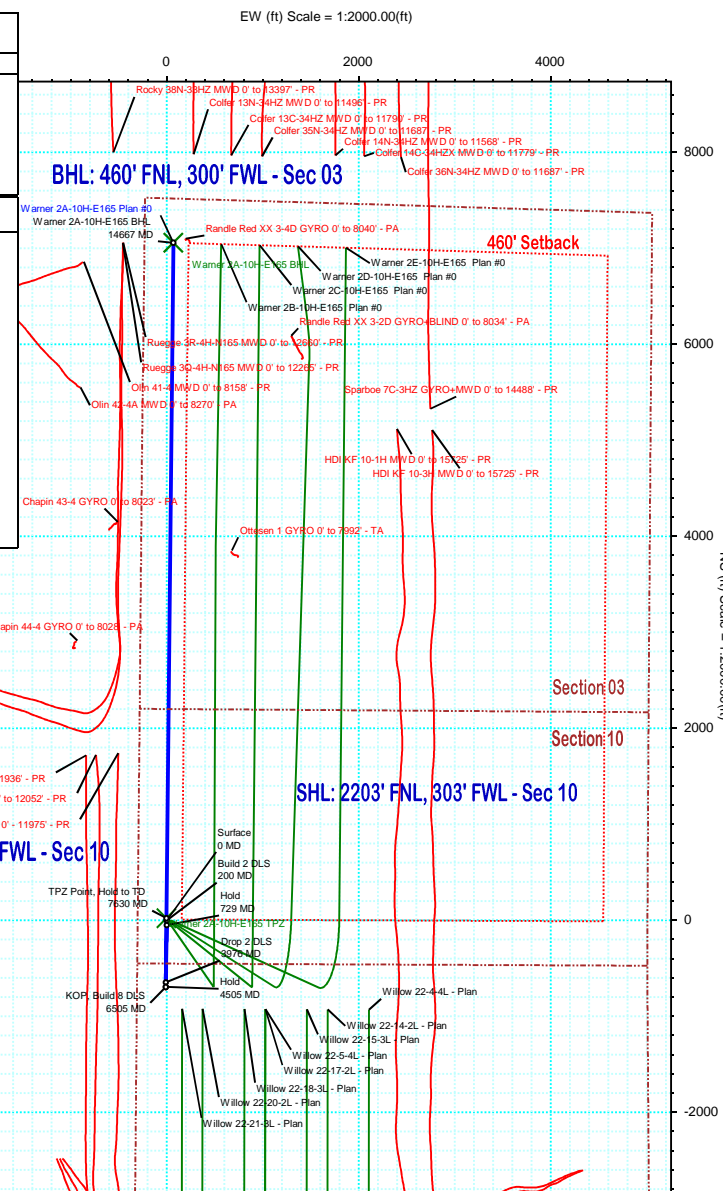 EW (ft) Scale = 1:2000.00(ft)
0
2000
4000
Rocky 38N-33HZ MWD 0' to 13397' - PR
Colfer 13N-34HZ MWD 0' to 11496' - PR
Colfer 13C-34HZ MWD 0' to 11790' - PR
Colfer 35N-34HZ MWD 0' to 11687' - PR
Colfer 14N-34HZ MWD 0' to 11568' - PR
Colfer 14C-34HZX MWD 0' to 11779' - PR
Colfer 36N-34HZ MWD 0' to 11687' - PR
8000
BHL: 460' FNL, 300' FWL - Sec 03
Warner 2A-10H-E165 Plan #0
Warner 2A-10H-E165 BHL
14667 MD
Randle Red XX 3-4D GYRO 0' to 8040' - PA
460' Setback
Warner 2A-10H-E165 BHL
Warner 2E-10H-E165 Plan #0
Warner 2D-10H-E165 Plan #0
Warner 2C-10H-E165 Plan #0
Warner 2B-10H-E165 Plan #0
Randle Red XX 3-2D GYRO+BLIND 0' to 8034' - PA
6000
Ruegge 3R-4H-N165 MWD 0' to 12660' - PR
Ruegge 3Q-4H-N165 MWD 0' to 12265' - PR
Olin 41-4 MWD 0' to 8158' - PR
Olin 42-4A MWD 0' to 8270' - PA
Sparboe 7C-3HZ GYRO+MWD 0' to 14488' - PR
HDI KF 10-1H MWD 0' to 15725' - PR
HDI KF 10-3H MWD 0' to 15725' - PR
Chapin 43-4 GYRO 0' to 8023' - PA
Ottesen 1 GYRO 0' to 7992' - TA
4000
apin 44-4 GYRO 0' to 8028' - PA
Section 03
2000
Section 10
1936' - PR
' to 12052' - PR
0' - 11975' - PR
SHL: 2203' FNL, 303' FWL - Sec 10
FWL - Sec 10
Surface
0 MD
Build 2 DLS
200 MD
TPZ Point, Hold to TD
7630 MD
Hold
729 MD
0
2A-10H-E165 TPZ
Drop 2 DLS
3976 MD
Hold
4505 MD
KOP, Build 8 DLS
6505 MD
Willow 22-4-4L - Plan
Willow 22-14-2L - Plan
Willow 22-15-3L - Plan
Willow 22-5-4L - Plan
Willow 22-17-2L - Plan
Willow 22-18-3L - Plan
Willow 22-20-2L - Plan
Willow 22-21-3L - Plan
-2000